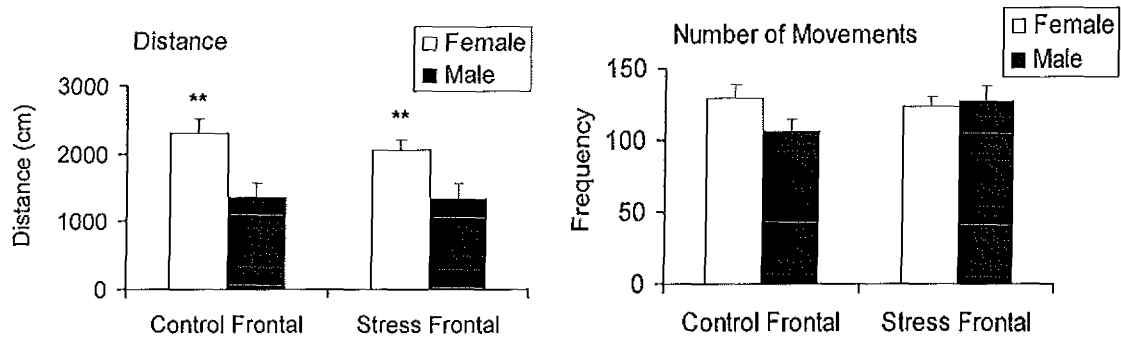 Distance
Female
Male
3000
2000
1000
0
Distance (cm)
**
**
Control Frontal
Stress Frontal
Number of Movements
Female
Male
150
100
50
0
Frequency
Control Frontal
Stress Frontal